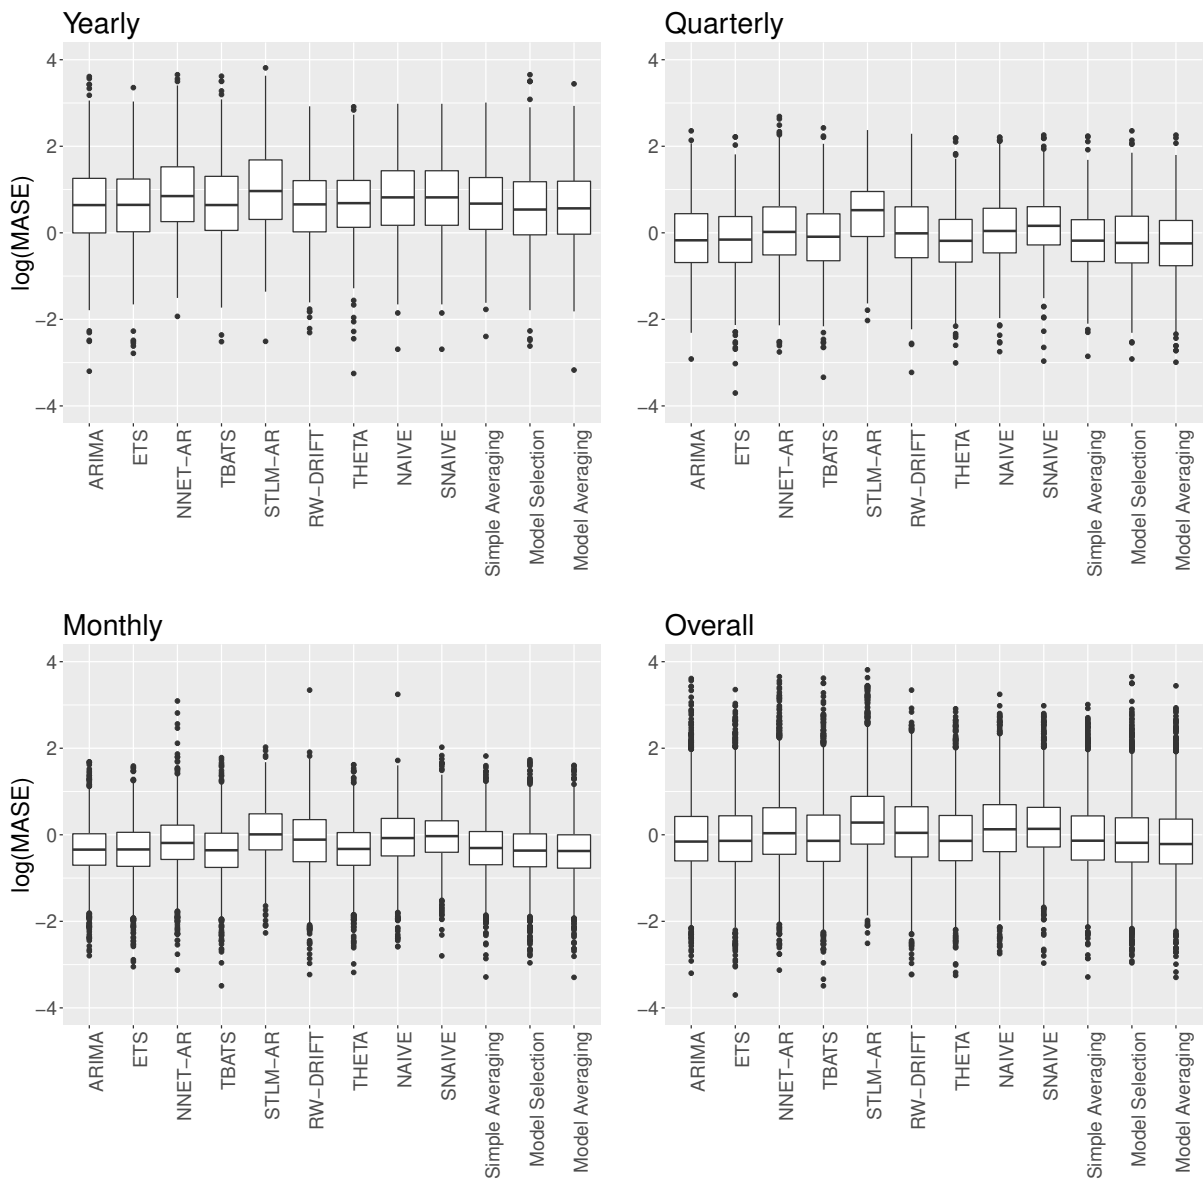 Yearly
log(MASE)
4
2
0
−2
−4
ARIMA
ETS
NNET−AR
TBATS
STLM−AR
RW−DRIFT
THETA
NAIVE
SNAIVE
Simple Averaging
Model Selection
Model Averaging
Quarterly
4
2
0
−2
−4
ARIMA
ETS
NNET−AR
TBATS
STLM−AR
RW−DRIFT
THETA
NAIVE
SNAIVE
Simple Averaging
Model Selection
Model Averaging
Monthly
log(MASE)
4
2
0
−2
−4
ARIMA
ETS
NNET−AR
TBATS
STLM−AR
RW−DRIFT
THETA
NAIVE
SNAIVE
Simple Averaging
Model Selection
Model Averaging
Overall
4
2
0
−2
−4
ARIMA
ETS
NNET−AR
TBATS
STLM−AR
RW−DRIFT
THETA
NAIVE
SNAIVE
Simple Averaging
Model Selection
Model Averaging